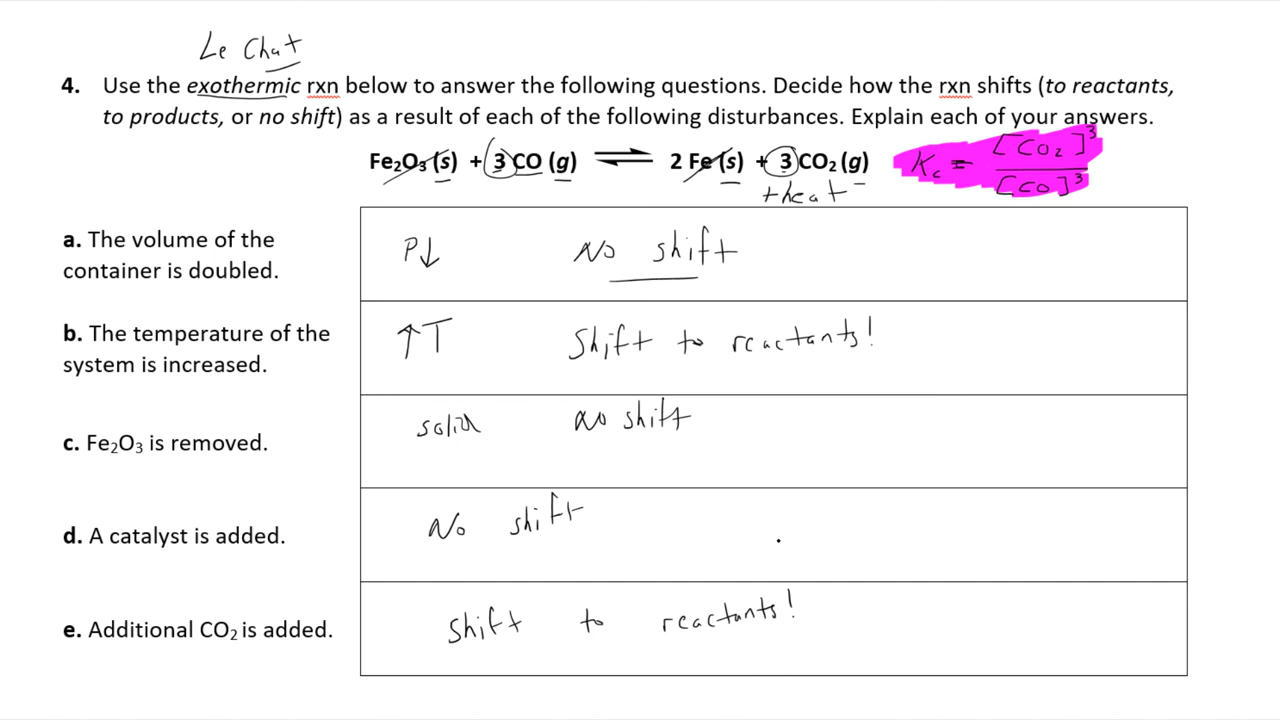 Le Chat
4. Use the exothermic rxn below to answer the following questions. Decide how the rxn shifts (to reactants,
to products, or no shift) as a result of each of the following disturbances. Explain each of your answers.
Fe₂O₃ (s) + 3 CO (g) ⇌ 2 Fe (s) + 3 CO₂ (g) Kc = [CO₂]³ / [CO]³
+ heat
a. The volume of the
container is doubled.
P↓ No shift
b. The temperature of the
system is increased.
↑T Shift to reactants!
c. Fe₂O₃ is removed.
solid no shift
d. A catalyst is added.
No shift
e. Additional CO₂ is added.
shift to reactants!